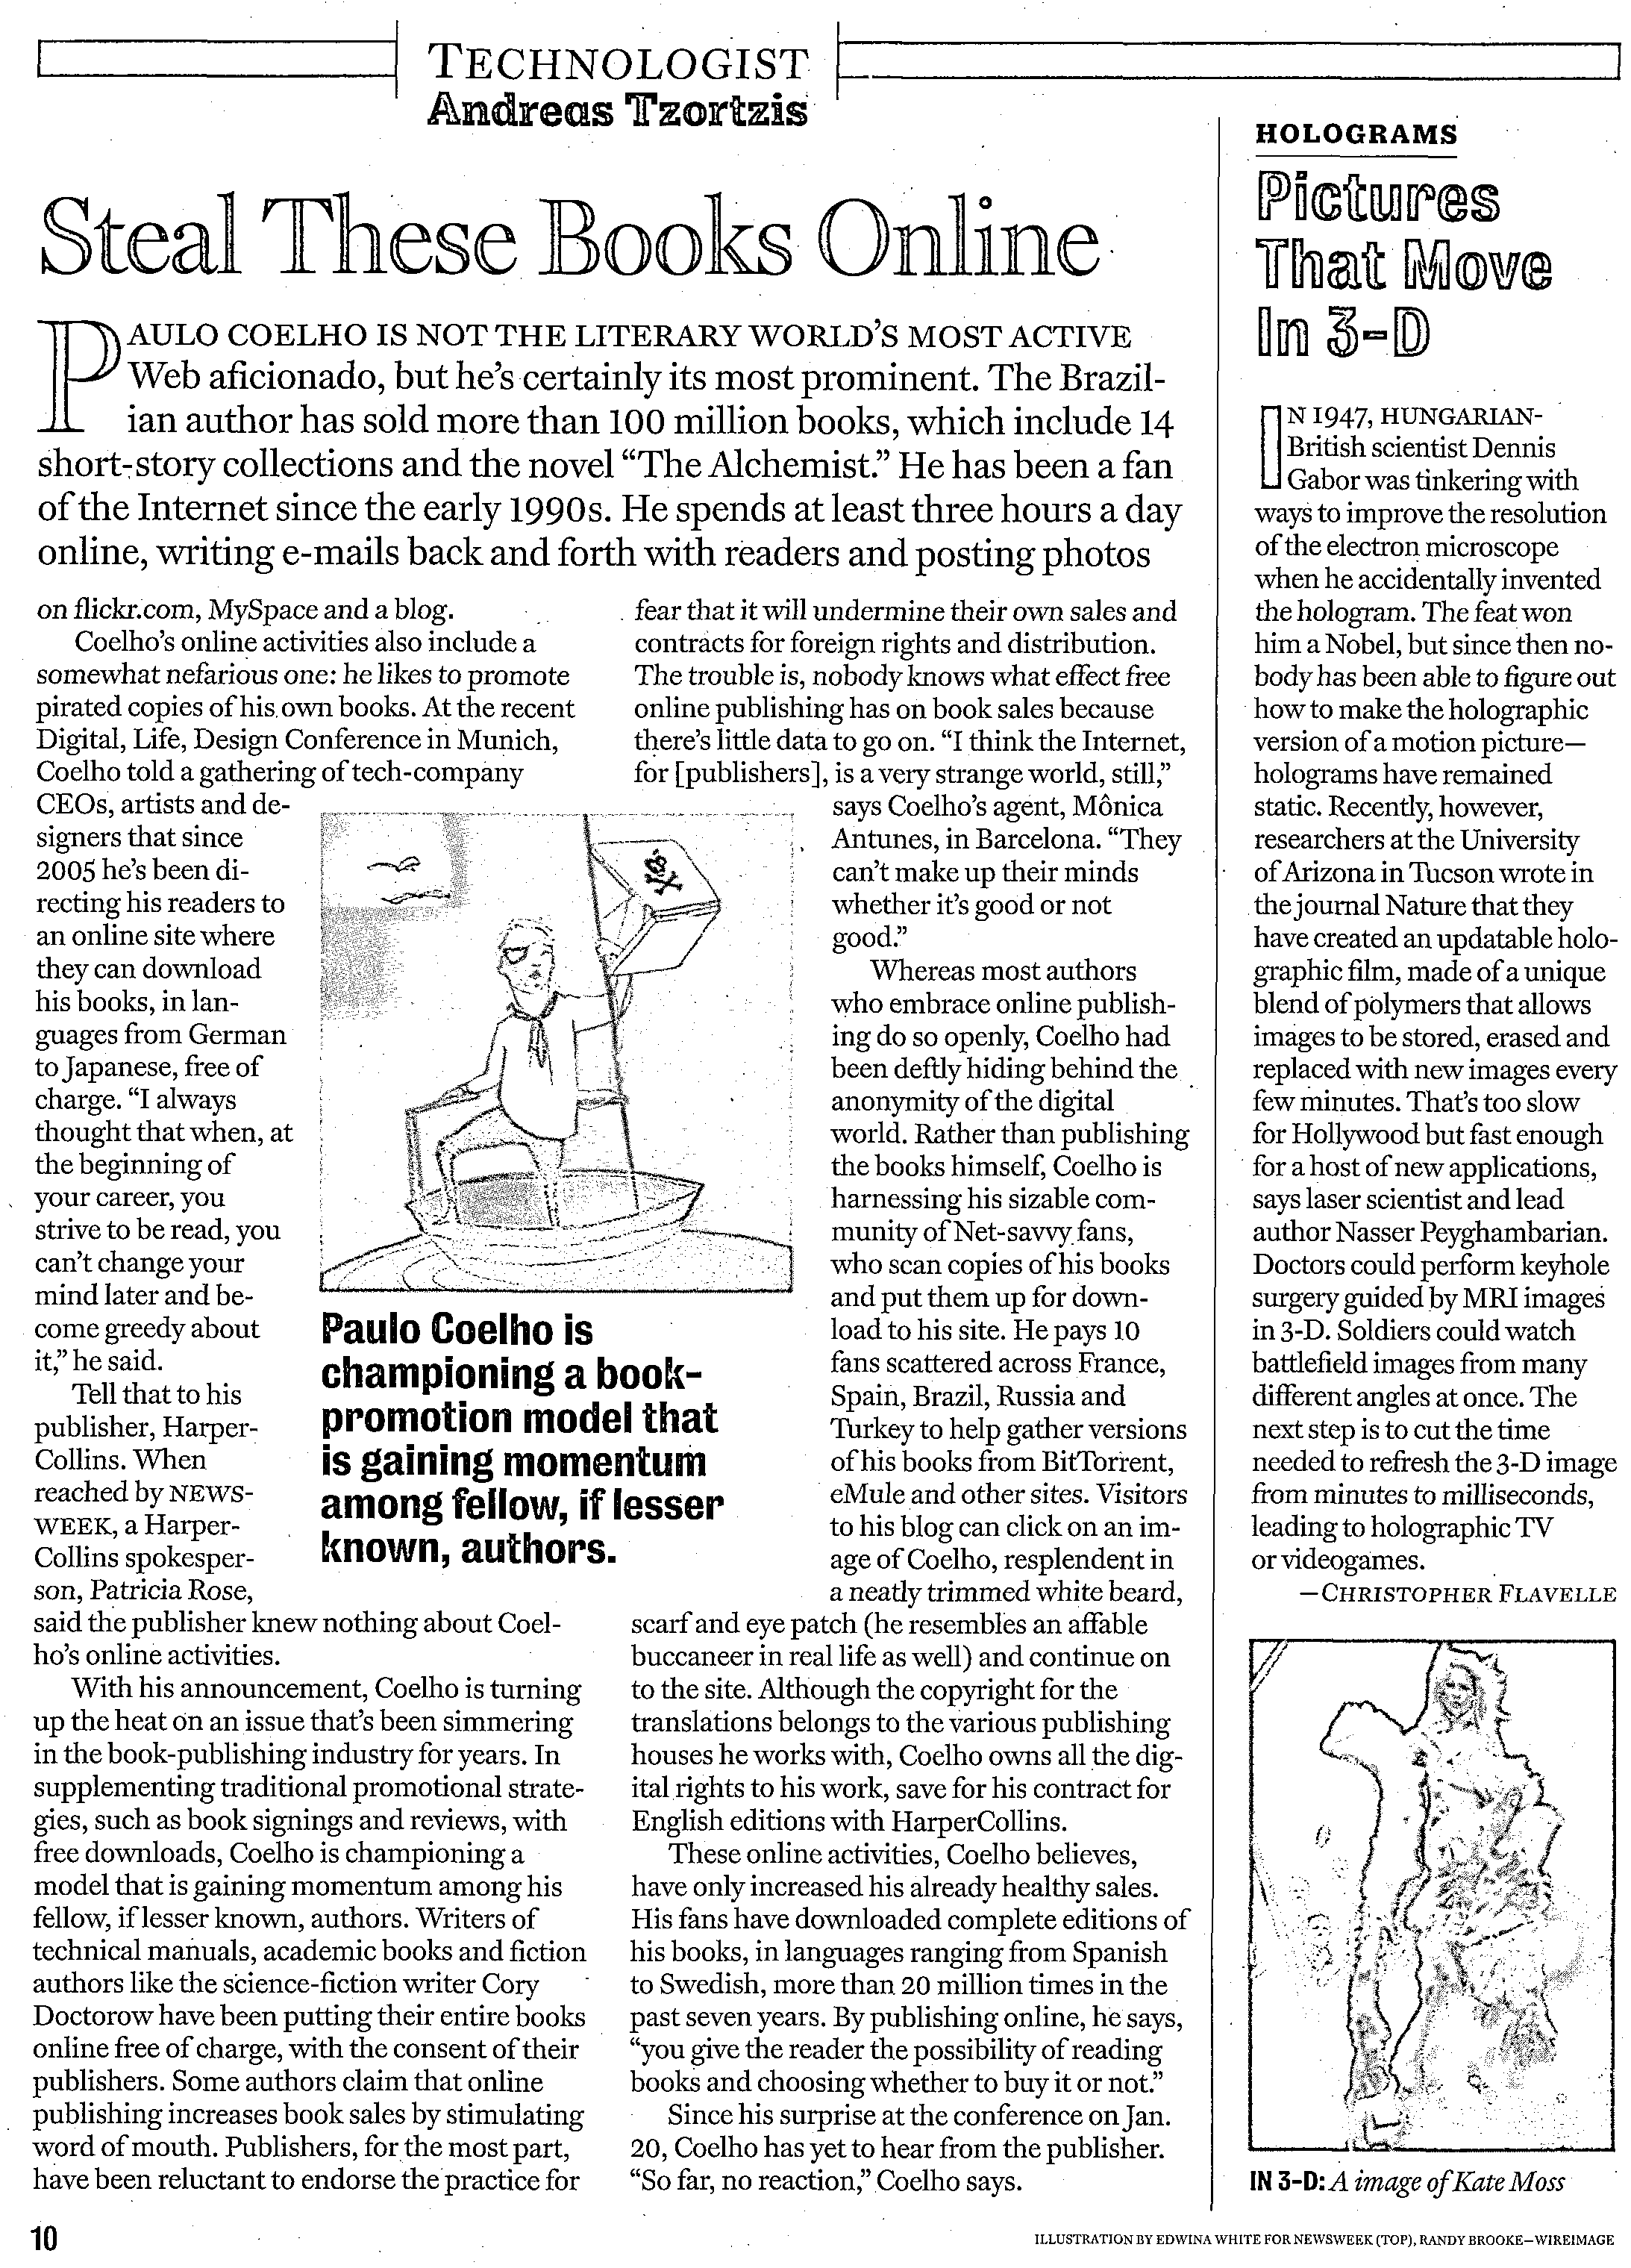 TECHNOLOGIST
Andreas Tzortzis
Steal These Books Online
PAULO COELHO IS NOT THE LITERARY WORLD'S MOST ACTIVE
Web aficionado, but he's certainly its most prominent. The Brazil-
ian author has sold more than 100 million books, which include 14
short-story collections and the novel “The Alchemist.” He has been a fan
of the Internet since the early 1990s. He spends at least three hours a day
online, writing e-mails back and forth with readers and posting photos
on flickr.com, MySpace and a blog.
Coelho's online activities also include a
somewhat nefarious one: he likes to promote
pirated copies of his own books. At the recent
Digital, Life, Design Conference in Munich,
Coelho told a gathering of tech-company
CEOs, artists and de-
signers that since
2005 he's been di-
recting his readers to
an online site where
they can download
his books, in lan-
guages from German
to Japanese, free of
charge. “I always
thought that when, at
the beginning of
your career, you
strive to be read, you
can't change your
mind later and be-
come greedy about
it,” he said.
Tell that to his
publisher, Harper-
Collins. When
reached by NEWS-
WEEK, a Harper-
Collins spokesper-
son, Patricia Rose,
said the publisher knew nothing about Coel-
ho's online activities.
With his announcement, Coelho is turning
up the heat on an issue that's been simmering
in the book-publishing industry for years. In
supplementing traditional promotional strate-
gies, such as book signings and reviews, with
free downloads, Coelho is championing a
model that is gaining momentum among his
fellow, if lesser known, authors. Writers of
technical manuals, academic books and fiction
authors like the science-fiction writer Cory
Doctorow have been putting their entire books
online free of charge, with the consent of their
publishers. Some authors claim that online
publishing increases book sales by stimulating
word of mouth. Publishers, for the most part,
have been reluctant to endorse the practice for
Paulo Coelho is
championing a book-
promotion model that
is gaining momentum
among fellow, if lesser
known, authors.
fear that it will undermine their own sales and
contracts for foreign rights and distribution.
The trouble is, nobody knows what effect free
online publishing has on book sales because
there's little data to go on. “I think the Internet,
for [publishers], is a very strange world, still,”
says Coelho's agent, Mônica
Antunes, in Barcelona. “They
can't make up their minds
whether it's good or not
good.”
Whereas most authors
who embrace online publish-
ing do so openly, Coelho had
been deftly hiding behind the
anonymity of the digital
world. Rather than publishing
the books himself, Coelho is
harnessing his sizable com-
munity of Net-savvy fans,
who scan copies of his books
and put them up for down-
load to his site. He pays 10
fans scattered across France,
Spain, Brazil, Russia and
Turkey to help gather versions
of his books from BitTorrent,
eMule and other sites. Visitors
to his blog can click on an im-
age of Coelho, resplendent in
a neatly trimmed white beard,
scarf and eye patch (he resembles an affable
buccaneer in real life as well) and continue on
to the site. Although the copyright for the
translations belongs to the various publishing
houses he works with, Coelho owns all the dig-
ital rights to his work, save for his contract for
English editions with HarperCollins.
These online activities, Coelho believes,
have only increased his already healthy sales.
His fans have downloaded complete editions of
his books, in languages ranging from Spanish
to Swedish, more than 20 million times in the
past seven years. By publishing online, he says,
“you give the reader the possibility of reading
books and choosing whether to buy it or not.”
Since his surprise at the conference on Jan.
20, Coelho has yet to hear from the publisher.
“So far, no reaction,” Coelho says.
HOLOGRAMS
Pictures
That Move
In 3-D
IN 1947, HUNGARIAN-
British scientist Dennis
Gabor was tinkering with
ways to improve the resolution
of the electron microscope
when he accidentally invented
the hologram. The feat won
him a Nobel, but since then no-
body has been able to figure out
how to make the holographic
version of a motion picture—
holograms have remained
static. Recently, however,
researchers at the University
of Arizona in Tucson wrote in
the journal Nature that they
have created an updatable holo-
graphic film, made of a unique
blend of polymers that allows
images to be stored, erased and
replaced with new images every
few minutes. That's too slow
for Hollywood but fast enough
for a host of new applications,
says laser scientist and lead
author Nasser Peyghambarian.
Doctors could perform keyhole
surgery guided by MRI images
in 3-D. Soldiers could watch
battlefield images from many
different angles at once. The
next step is to cut the time
needed to refresh the 3-D image
from minutes to milliseconds,
leading to holographic TV
or videogames.
—CHRISTOPHER FLAVELLE
IN 3-D: A image of Kate Moss
10
ILLUSTRATION BY EDWINA WHITE FOR NEWSWEEK (TOP), RANDY BROOKE—WIREIMAGE